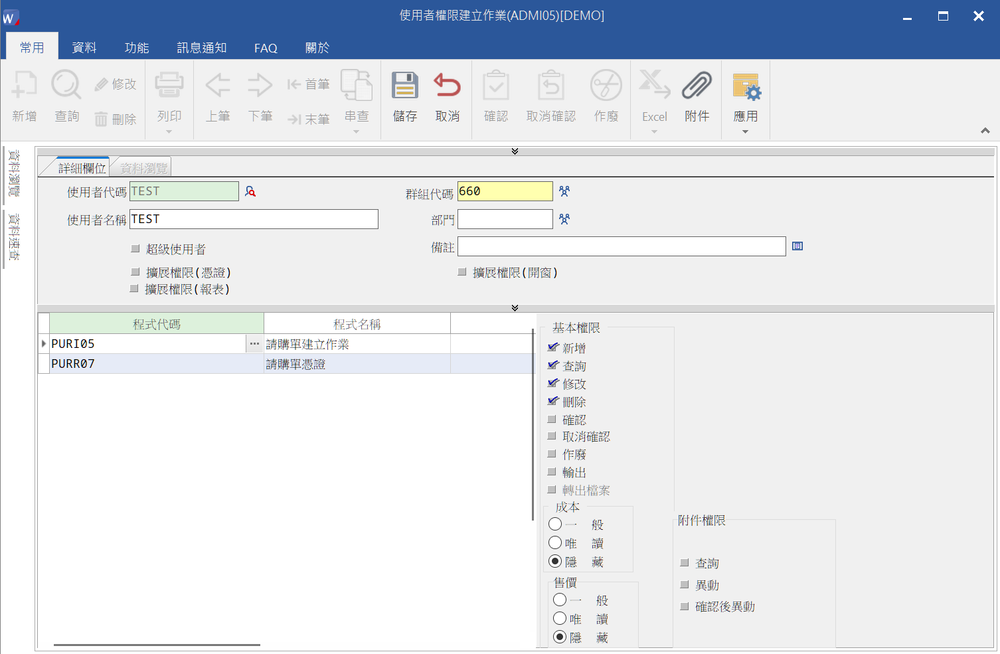 使用者權限建立作業(ADMI05)[DEMO]
常用 資料 功能 訊息通知 FAQ 關於
新增 查詢 修改 刪除 列印 上筆 下筆 首筆 末筆 串查 儲存 取消 確認 取消確認 作廢 Excel 附件 應用
資料瀏覽
資料速查
詳細欄位 資料瀏覽
使用者代碼 TEST 群組代碼 660
使用者名稱 TEST 部門
超級使用者 備註
擴展權限(憑證) 擴展權限(開窗)
擴展權限(報表)
程式代碼 程式名稱
PURI05 ... 請購單建立作業
PURR07 請購單憑證
基本權限
新增
查詢
修改
刪除
確認
取消確認
作廢
輸出
轉出檔案
成本
一 般
唯 讀
隱 藏
售價
一 般
唯 讀
隱 藏
附件權限
查詢
異動
確認後異動